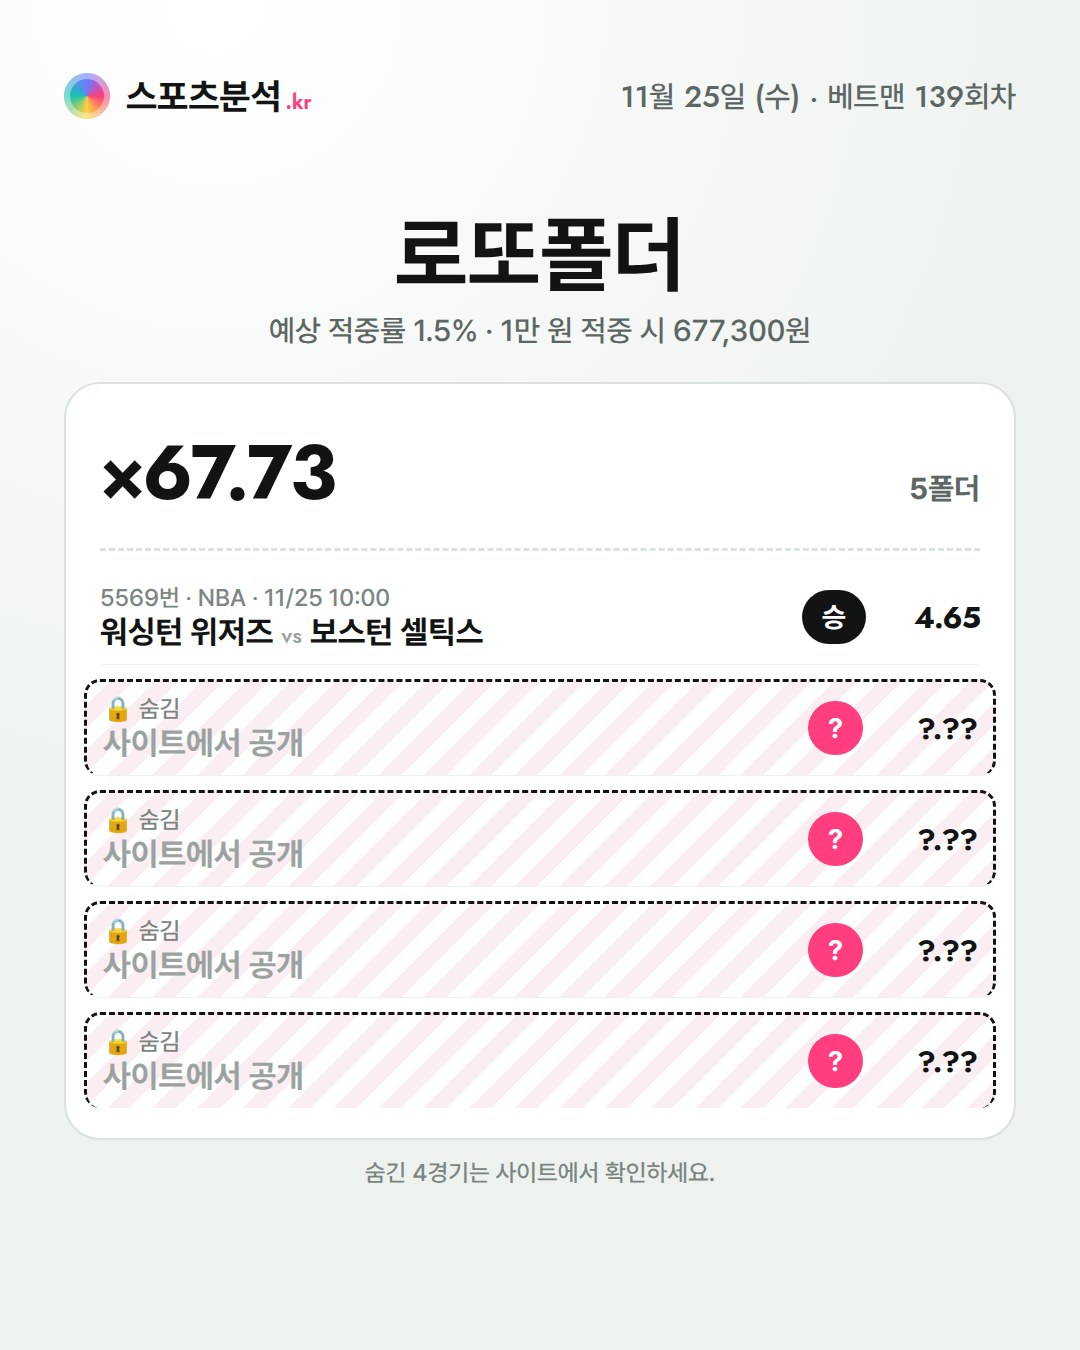 스포츠분석.kr
11월 25일 (수) · 베트맨 139회차
로또폴더
예상 적중률 1.5% · 1만 원 적중 시 677,300원
×67.73
5폴더
5569번 · NBA · 11/25 10:00
워싱턴 위저즈 vs 보스턴 셀틱스
승
4.65
🔒 숨김
사이트에서 공개
?
?.??
🔒 숨김
사이트에서 공개
?
?.??
🔒 숨김
사이트에서 공개
?
?.??
🔒 숨김
사이트에서 공개
?
?.??
숨긴 4경기는 사이트에서 확인하세요.